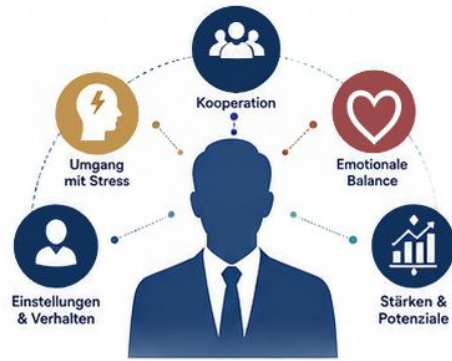 Kooperation
Umgang
mit Stress
Emotionale
Balance
Einstellungen
& Verhalten
Stärken &
Potenziale